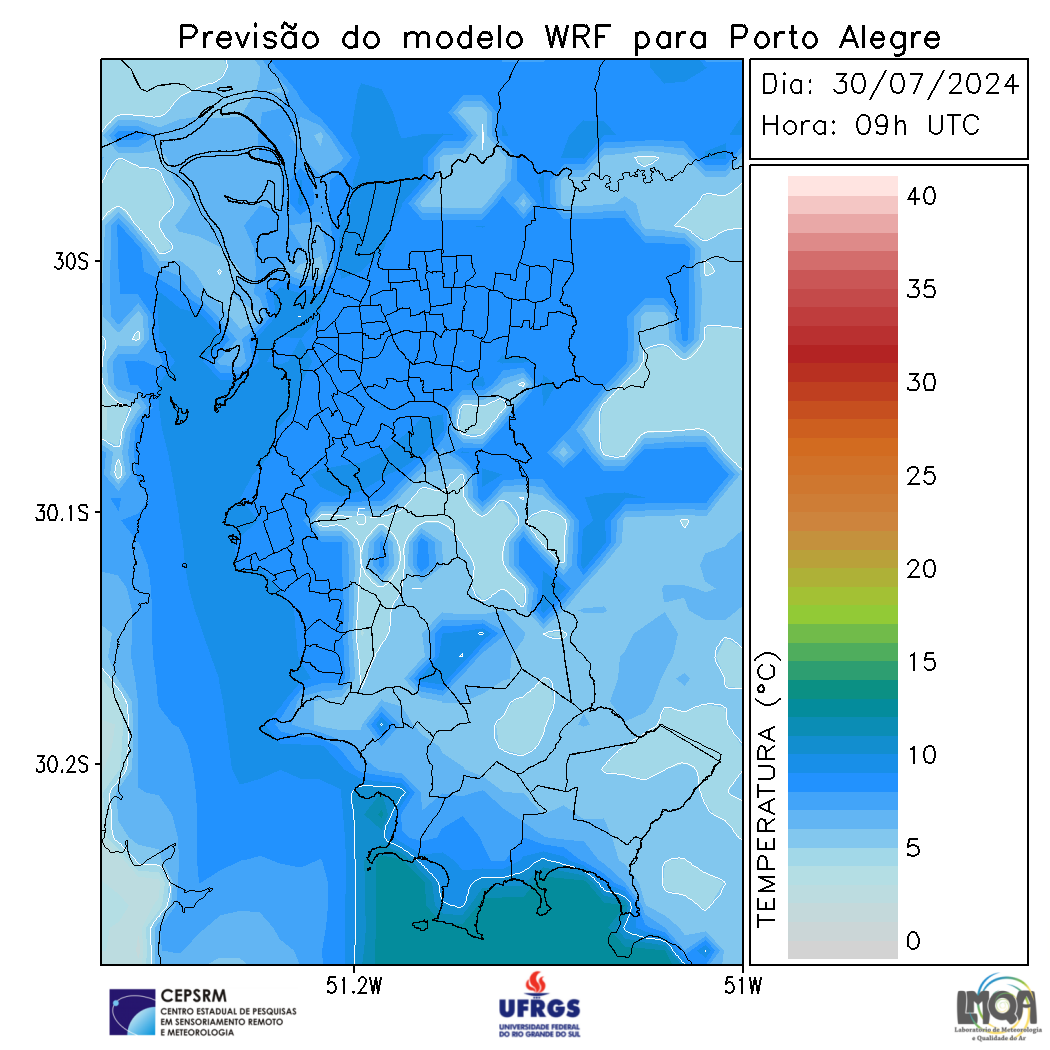 Previsão do modelo WRF para Porto Alegre
Dia: 30/07/2024
Hora: 09h UTC
40
35
30
25
20
15
10
5
0
TEMPERATURA (°C)
30S
30.1S
30.2S
5
51.2W
51W
CEPSRM
CENTRO ESTADUAL DE PESQUISAS
EM SENSORIAMENTO REMOTO
E METEOROLOGIA
UFRGS
UNIVERSIDADE FEDERAL
DO RIO GRANDE DO SUL
LMQA
Laboratório de Meteorologia
e Qualidade do Ar